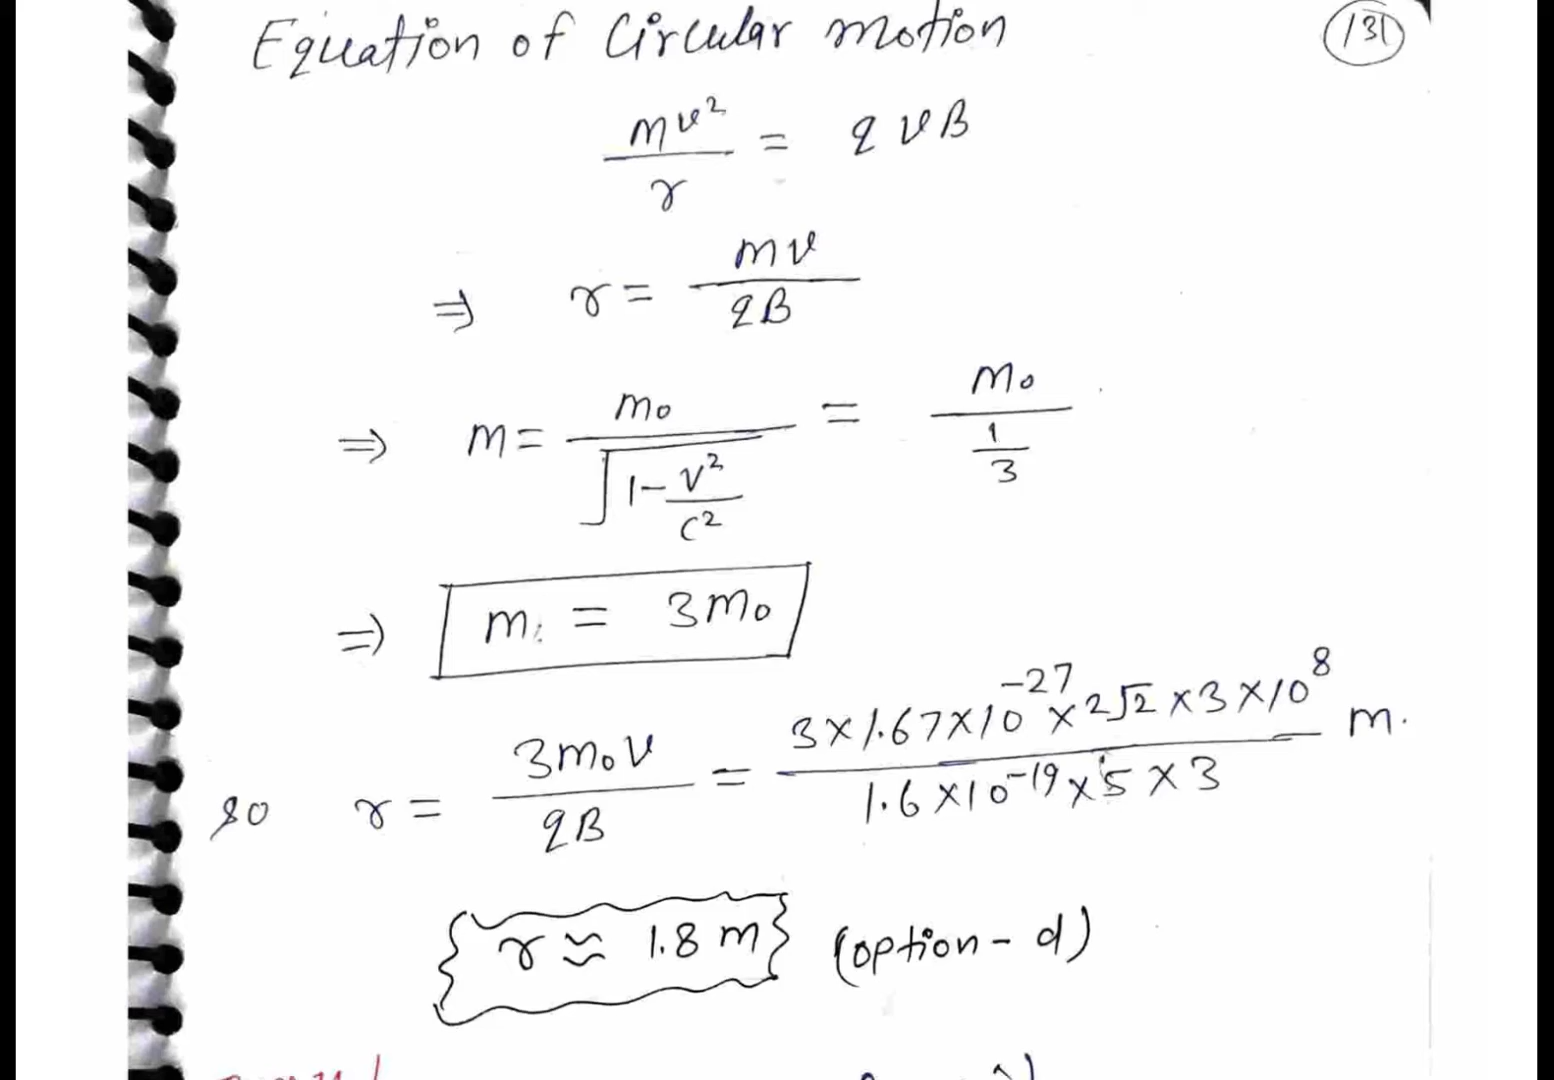 Equation of Circular motion
131
mv²/r = qvB
⇒ r = mv/qB
⇒ m = m₀/√(1 - v²/c²) = m₀/(1/3)
⇒ m = 3m₀
so r = 3m₀v/qB = (3×1.67×10⁻²⁷×2√2×3×10⁸)/(1.6×10⁻¹⁹×5×3) m.
r ≈ 1.8 m (option - d)